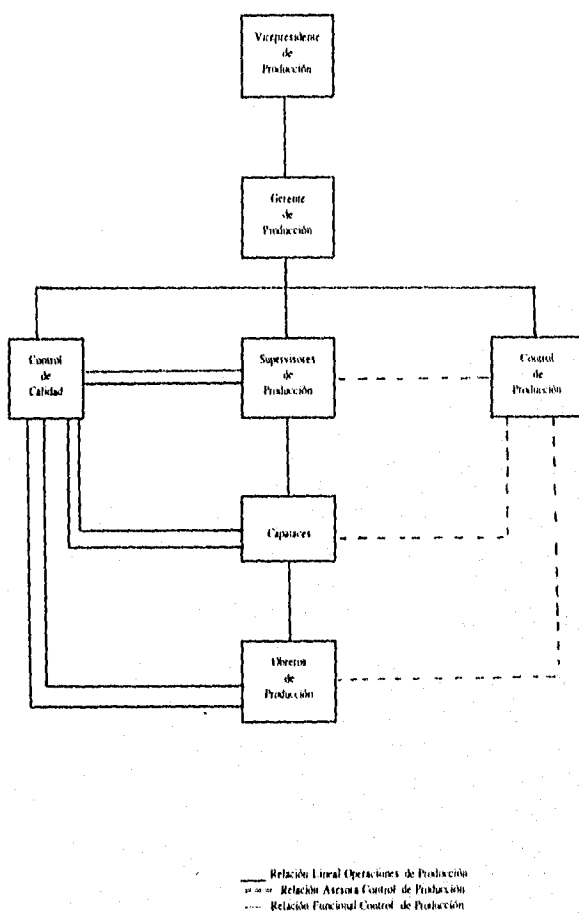 Vicepresidente
de
Producción
Gerente
de
Producción
Control
de
Calidad
Supervisores
de
Producción
Control
de
Producción
Capataces
Obreros
de
Producción
Relación Lineal Operaciones de Producción
Relación Asesora Control de Producción
Relación Funcional Control de Producción